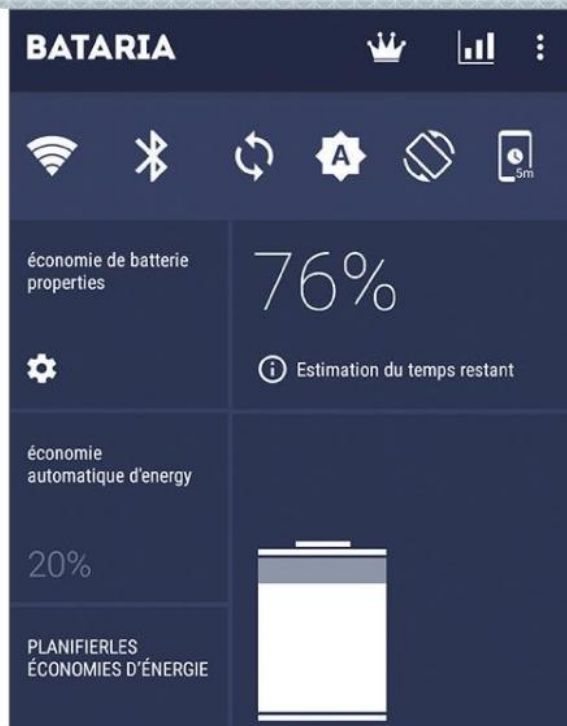 BATARIA
A
5m
économie de batterie
properties
76%
Estimation du temps restant
économie
automatique d'energy
20%
PLANIFIERLES
ÉCONOMIES D'ÉNERGIE